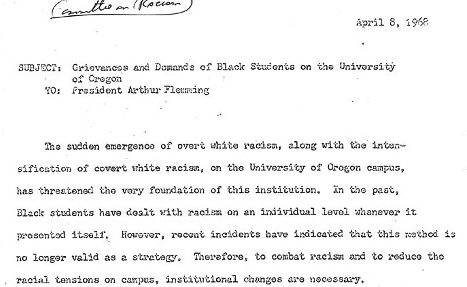 Committee on Racism
April 8, 1968
SUBJECT: Grievances and Demands of Black Students on the University
of Oregon
TO: President Arthur Flemming
The sudden emergence of overt white racism, along with the inten-
sification of covert white racism, on the University of Oregon campus,
has threatened the very foundation of this institution. In the past,
Black students have dealt with racism on an individual level whenever it
presented itself. However, recent incidents have indicated that this method is
no longer valid as a strategy. Therefore, to combat racism and to reduce the
racial tensions on campus, institutional changes are necessary.